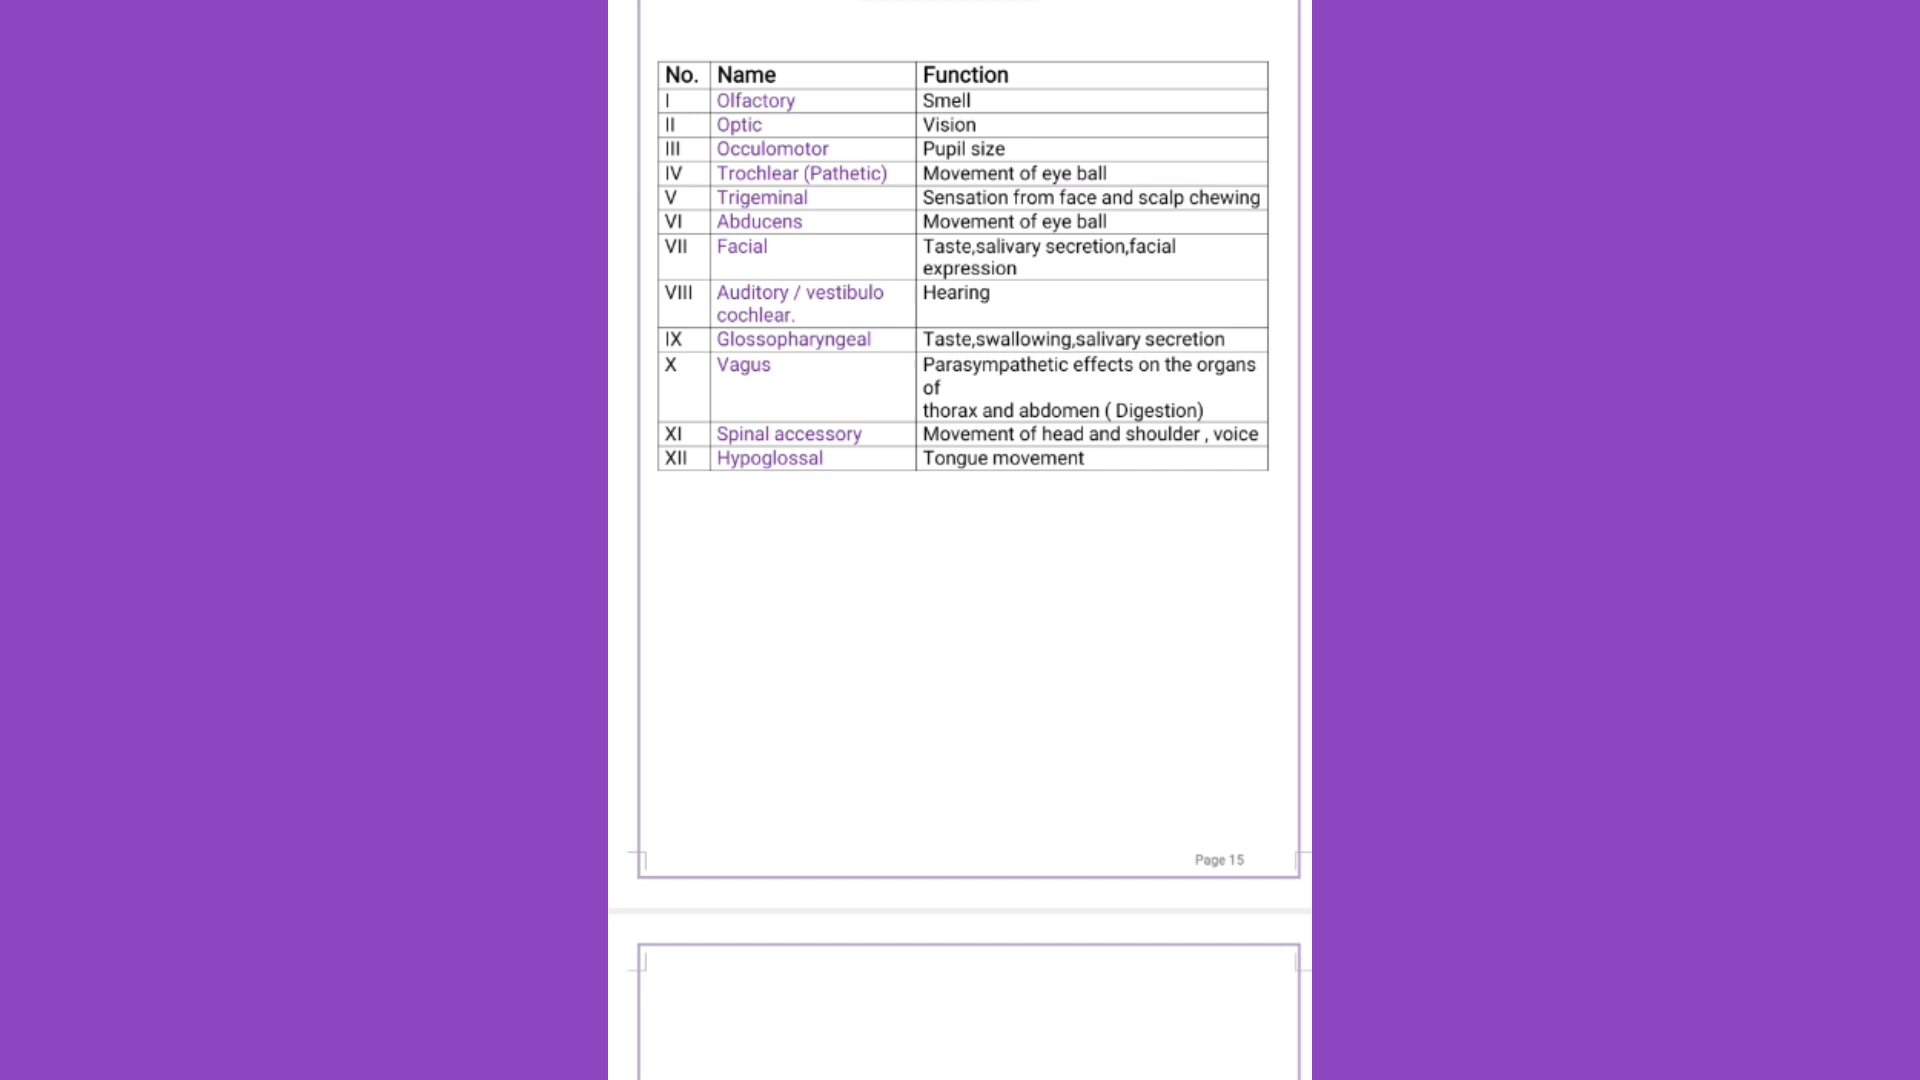 No. Name Function
I Olfactory Smell
II Optic Vision
III Occulomotor Pupil size
IV Trochlear (Pathetic) Movement of eye ball
V Trigeminal Sensation from face and scalp chewing
VI Abducens Movement of eye ball
VII Facial Taste,salivary secretion,facial
expression
VIII Auditory / vestibulo Hearing
cochlear.
IX Glossopharyngeal Taste,swallowing,salivary secretion
X Vagus Parasympathetic effects on the organs
of
thorax and abdomen ( Digestion)
XI Spinal accessory Movement of head and shoulder , voice
XII Hypoglossal Tongue movement
Page 15